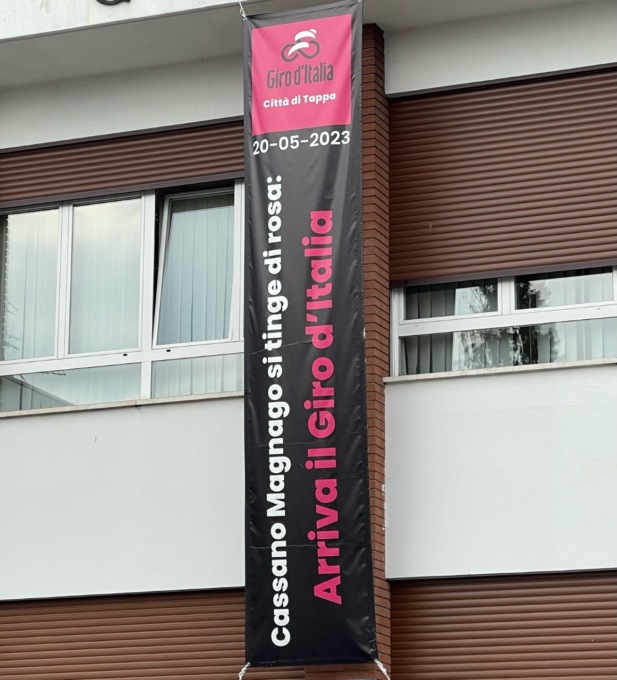 Giro d'Italia
Città di Tappa
20-05-2023
Cassano Magnago si tinge di rosa:
Arriva il Giro d'Italia